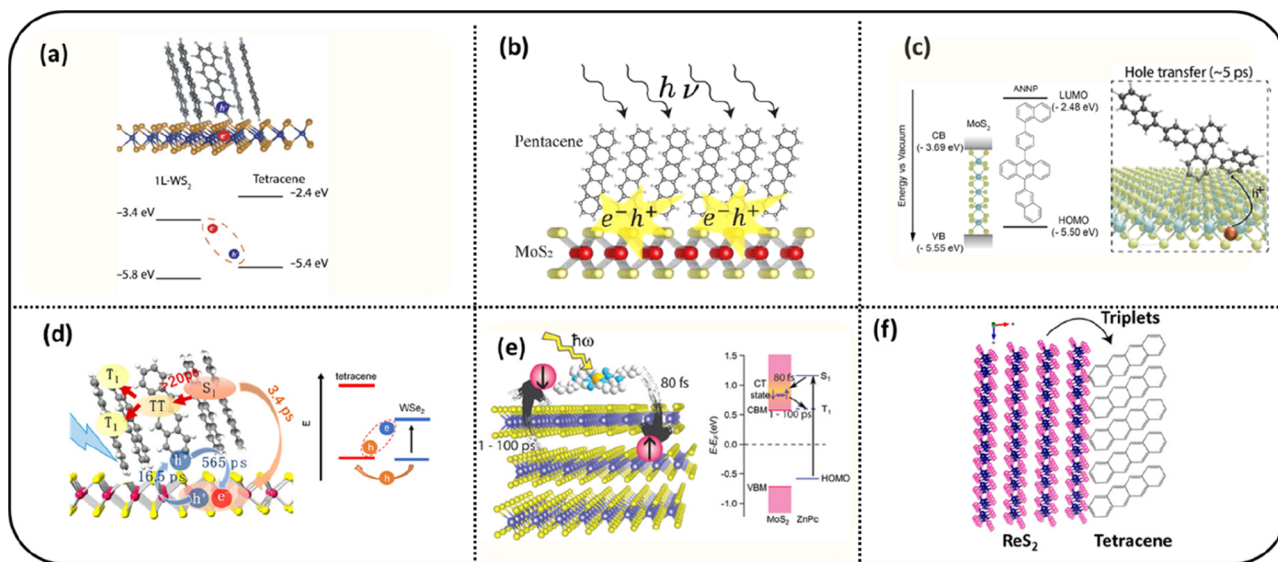 (a)
h⁺
e⁻
1L-WS₂
Tetracene
−2.4 eV
−3.4 eV
e⁻
h⁺
−5.4 eV
−5.8 eV
(b)
h ν
Pentacene
e⁻ h⁺
e⁻ h⁺
MoS₂
(c)
Hole transfer (~5 ps)
ANNP
LUMO
(- 2.48 eV)
MoS₂
CB
(- 3.69 eV)
Energy vs Vacuum
h⁺
HOMO
(- 5.50 eV)
VB
(- 5.55 eV)
(d)
T₁
>20ps
S₁
TT
T₁
3.4 ps
h⁺
565 ps
16.5 ps
h⁺
e⁻
E
tetracene
WSe₂
e
h
h
(e)
ħω
80 fs
1 - 100 ps
1.5
1.0
0.5
0.0
-0.5
-1.0
E-E_F (eV)
80 fs
S₁
CT
state
T₁
CBM
1 - 100 ps
HOMO
VBM
MoS₂
ZnPc
(f)
Triplets
ReS₂
Tetracene